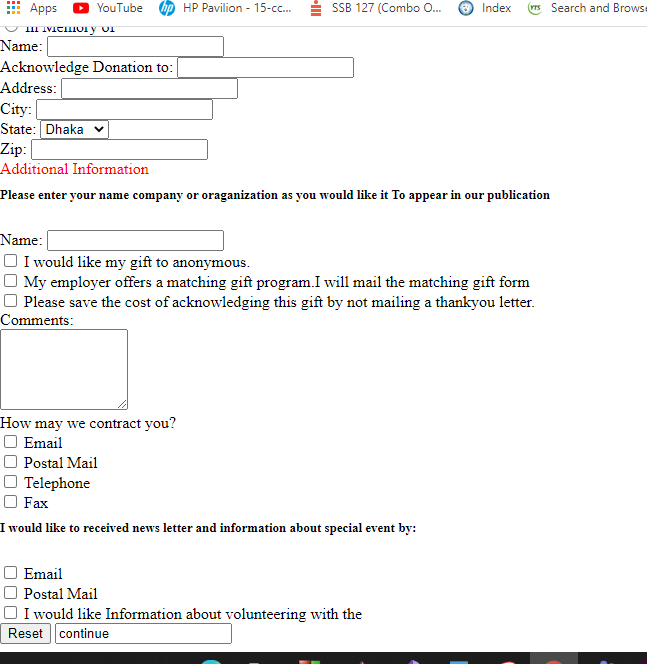 Apps YouTube HP Pavilion - 15-cc... SSB 127 (Combo O... Index YTS Search and Browse
In Memory of
Name:
Acknowledge Donation to:
Address:
City:
State: Dhaka
Zip:
Additional Information
Please enter your name company or oraganization as you would like it To appear in our publication
Name:
I would like my gift to anonymous.
My employer offers a matching gift program.I will mail the matching gift form
Please save the cost of acknowledging this gift by not mailing a thankyou letter.
Comments:
How may we contract you?
Email
Postal Mail
Telephone
Fax
I would like to received news letter and information about special event by:
Email
Postal Mail
I would like Information about volunteering with the
Reset continue